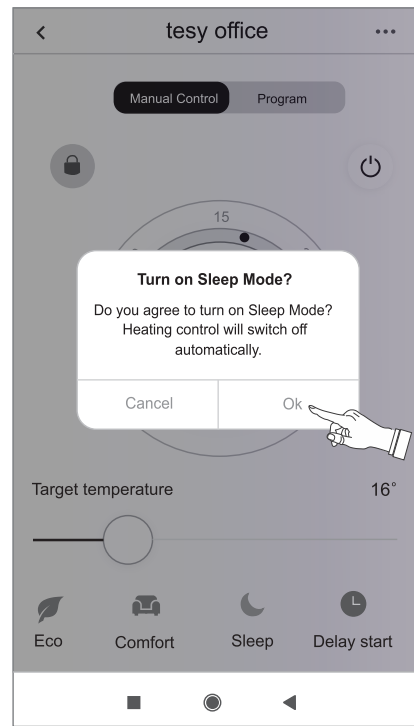 tesy office
Manual Control Program
15
Turn on Sleep Mode?
Do you agree to turn on Sleep Mode?
Heating control will switch off
automatically.
Cancel Ok
Target temperature 16°
Eco Comfort Sleep Delay start